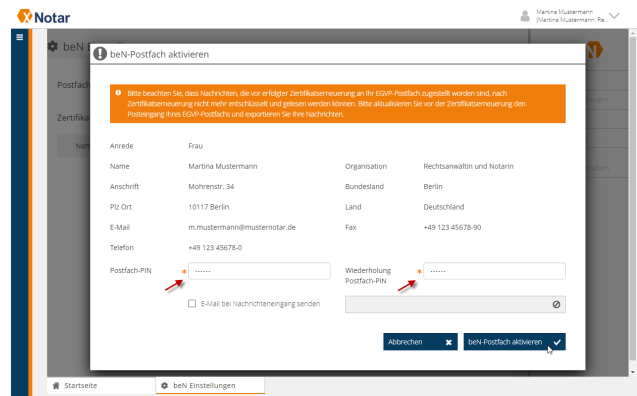 XNotar
Martina Mustermann
(Martina Mustermann, Re...
beN E
beN-Postfach aktivieren
Postfach
Zertifika
Nam
Bitte beachten Sie, dass Nachrichten, die vor erfolgter Zertifikatserneuerung an Ihr EGVP-Postfach zugestellt worden sind, nach
Zertifikatserneuerung nicht mehr entschlüsselt und gelesen werden können. Bitte aktualisieren Sie vor der Zertifikatserneuerung den
Posteingang Ihres EGVP-Postfachs und exportieren Sie Ihre Nachrichten.
Anrede Frau
Name Martina Mustermann Organisation Rechtsanwältin und Notarin
Anschrift Mohrenstr. 34 Bundesland Berlin
Plz Ort 10117 Berlin Land Deutschland
E-Mail m.mustermann@musternotar.de Fax +49 123 45678-90
Telefon +49 123 45678-0
Postfach-PIN * ······ Wiederholung * ······
Postfach-PIN
E-Mail bei Nachrichteneingang senden
Abbrechen beN-Postfach aktivieren
Startseite beN Einstellungen